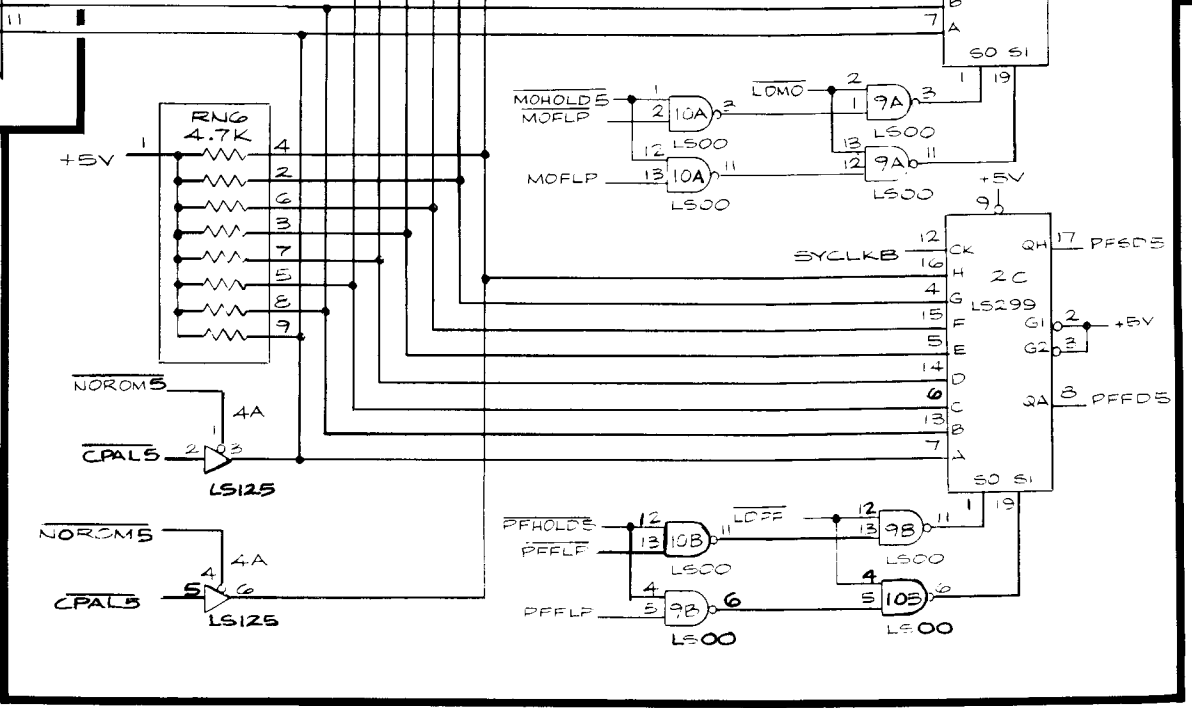 11
B
7 A
S0 S1
1 19
MOHOLD5 1
MOFLP 2
10A 3
LS00
LDMO 2
1
9A 3
LS00
12
MOFLP 13
10A 11
LS00
13
12
9A 11
LS00
RN6
4.7K
+5V 1
4
2
6
3
7
5
8
9
+5V
9
SYCLKB 12 CK
16 H
4 G
15 F
5 E
14 D
6 C
13 B
7 A
2C
LS299
QH 17 PFSD5
G1 2 +5V
G2 3
QA 8 PFFD5
S0 S1
1 19
NOROM5
4A
1
CPAL5 2 3
LS125
NOROM5
4A
4
CPAL5 5 6
LS125
PFHOLD5 12
PFFLP 13
10B 11
LS00
LDPF 12
13
9B 11
LS00
4
PFFLP 5
9B 6
LS00
4
5
10B 6
LS00